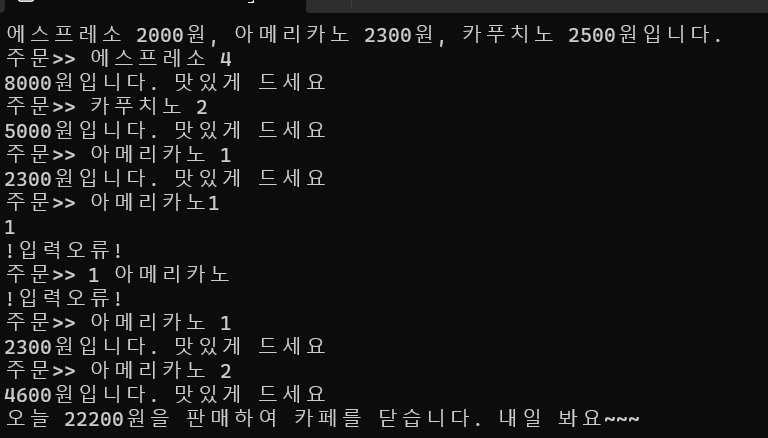 에스프레소 2000원, 아메리카노 2300원, 카푸치노 2500원입니다.
주문>> 에스프레소 4
8000원입니다. 맛있게 드세요
주문>> 카푸치노 2
5000원입니다. 맛있게 드세요
주문>> 아메리카노 1
2300원입니다. 맛있게 드세요
주문>> 아메리카노1
1
!입력오류!
주문>> 1 아메리카노
!입력오류!
주문>> 아메리카노 1
2300원입니다. 맛있게 드세요
주문>> 아메리카노 2
4600원입니다. 맛있게 드세요
오늘 22200원을 판매하여 카페를 닫습니다. 내일 봐요~~~